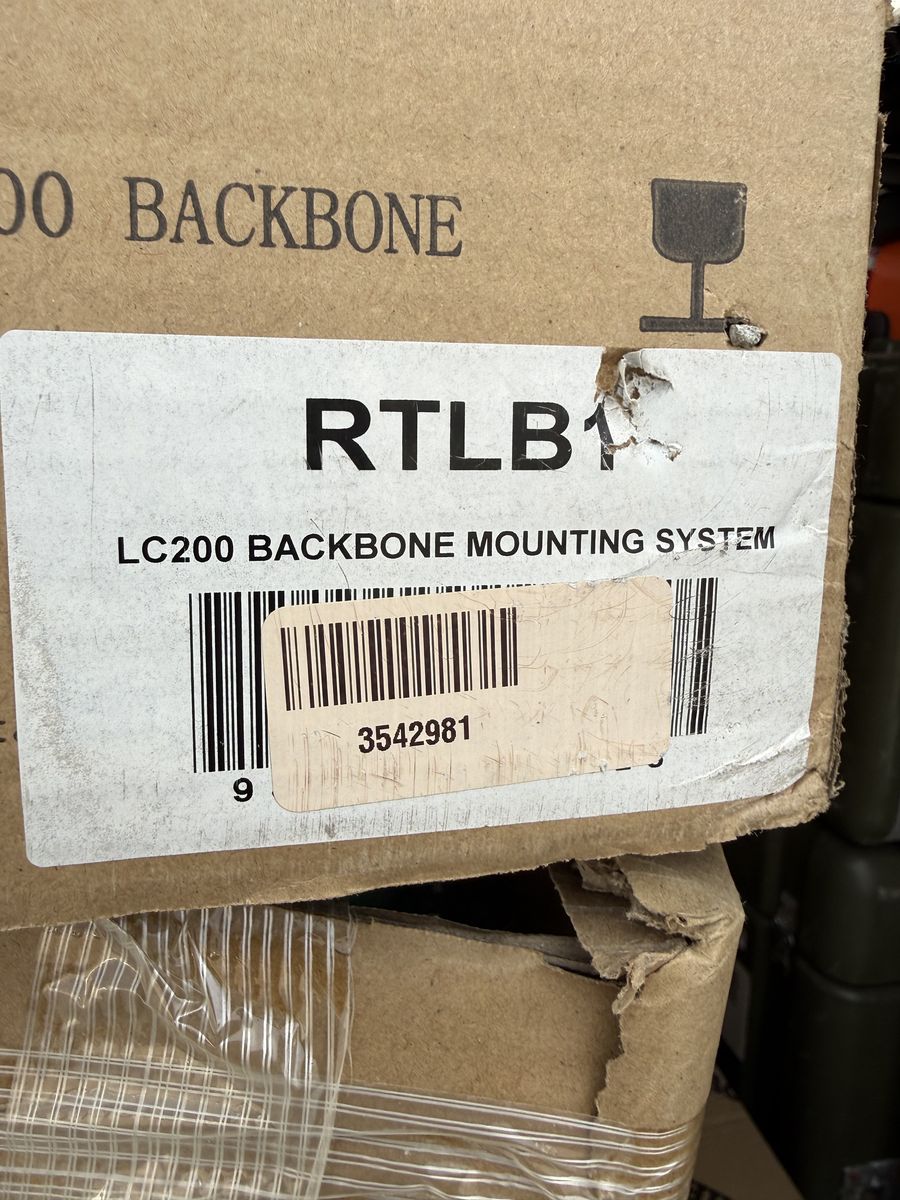 00 BACKBONE
RTLB1
LC200 BACKBONE MOUNTING SYSTEM
3542981
9